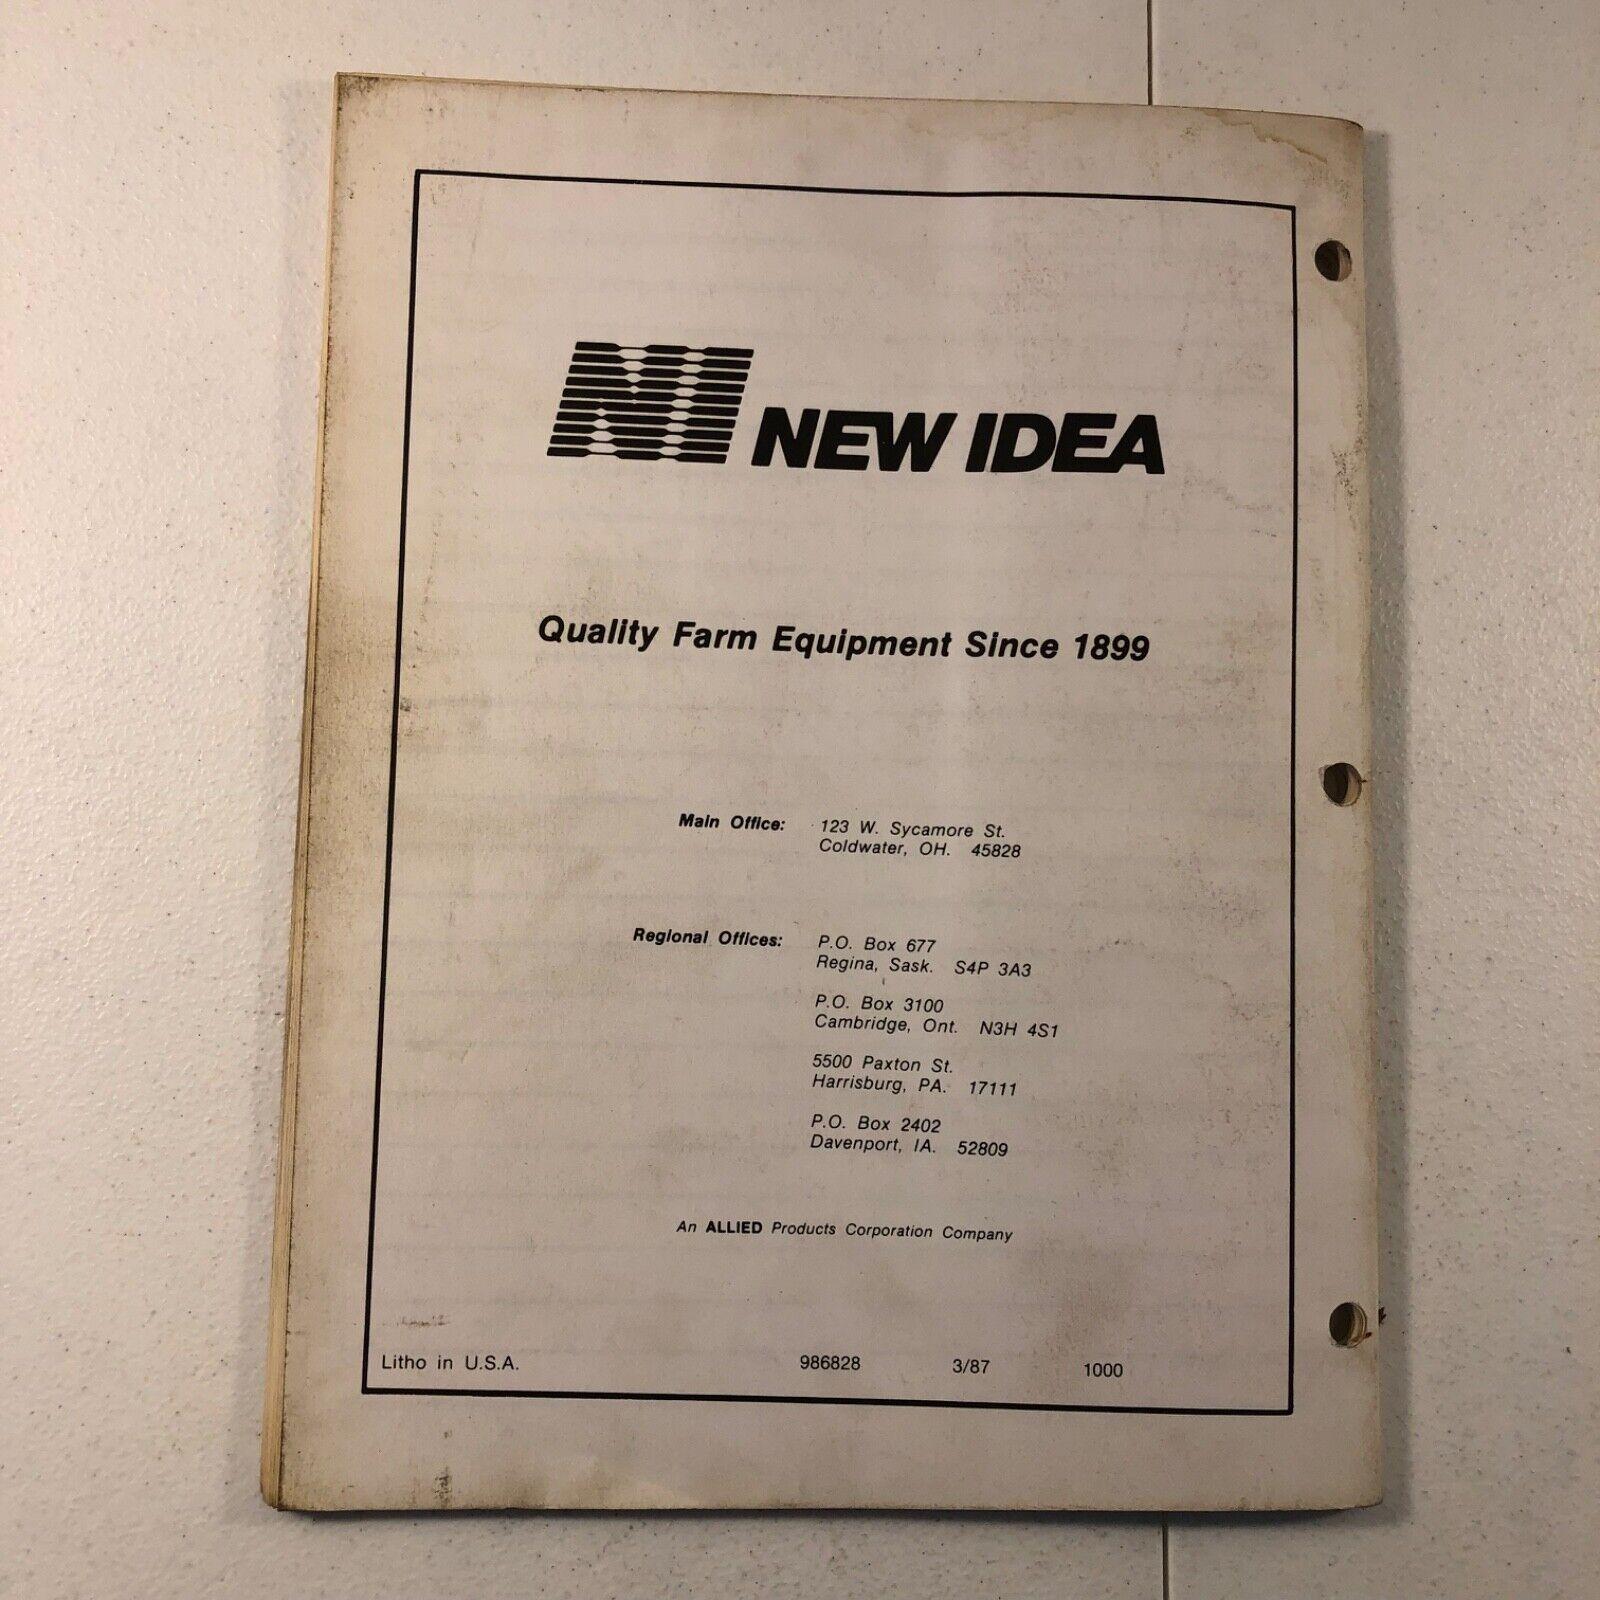 NEW IDEA
Quality Farm Equipment Since 1899
Main Office: 123 W. Sycamore St.
Coldwater, OH. 45828
Regional Offices: P.O. Box 677
Regina, Sask. S4P 3A3
P.O. Box 3100
Cambridge, Ont. N3H 4S1
5500 Paxton St.
Harrisburg, PA. 17111
P.O. Box 2402
Davenport, IA. 52809
An ALLIED Products Corporation Company
Litho in U.S.A. 986828 3/87 1000